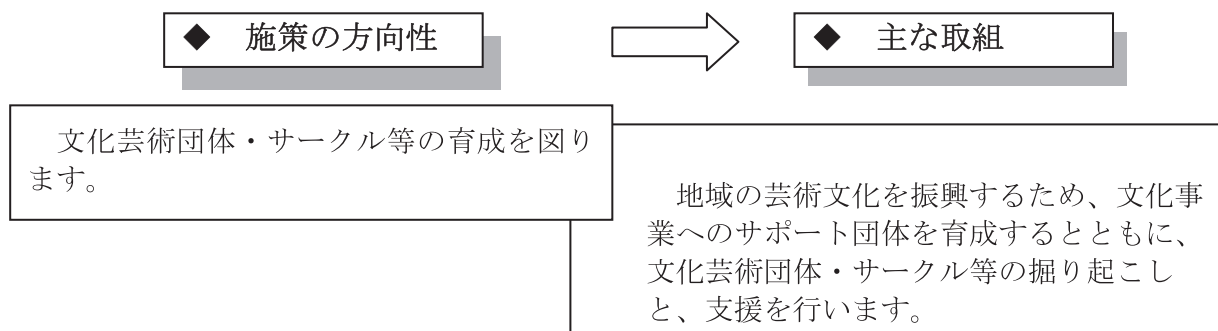 ◆　施策の方向性
◆　主な取組
　文化芸術団体・サークル等の育成を図り
ます。
　地域の芸術文化を振興するため、文化事
業へのサポート団体を育成するとともに、
文化芸術団体・サークル等の掘り起こし
と、支援を行います。